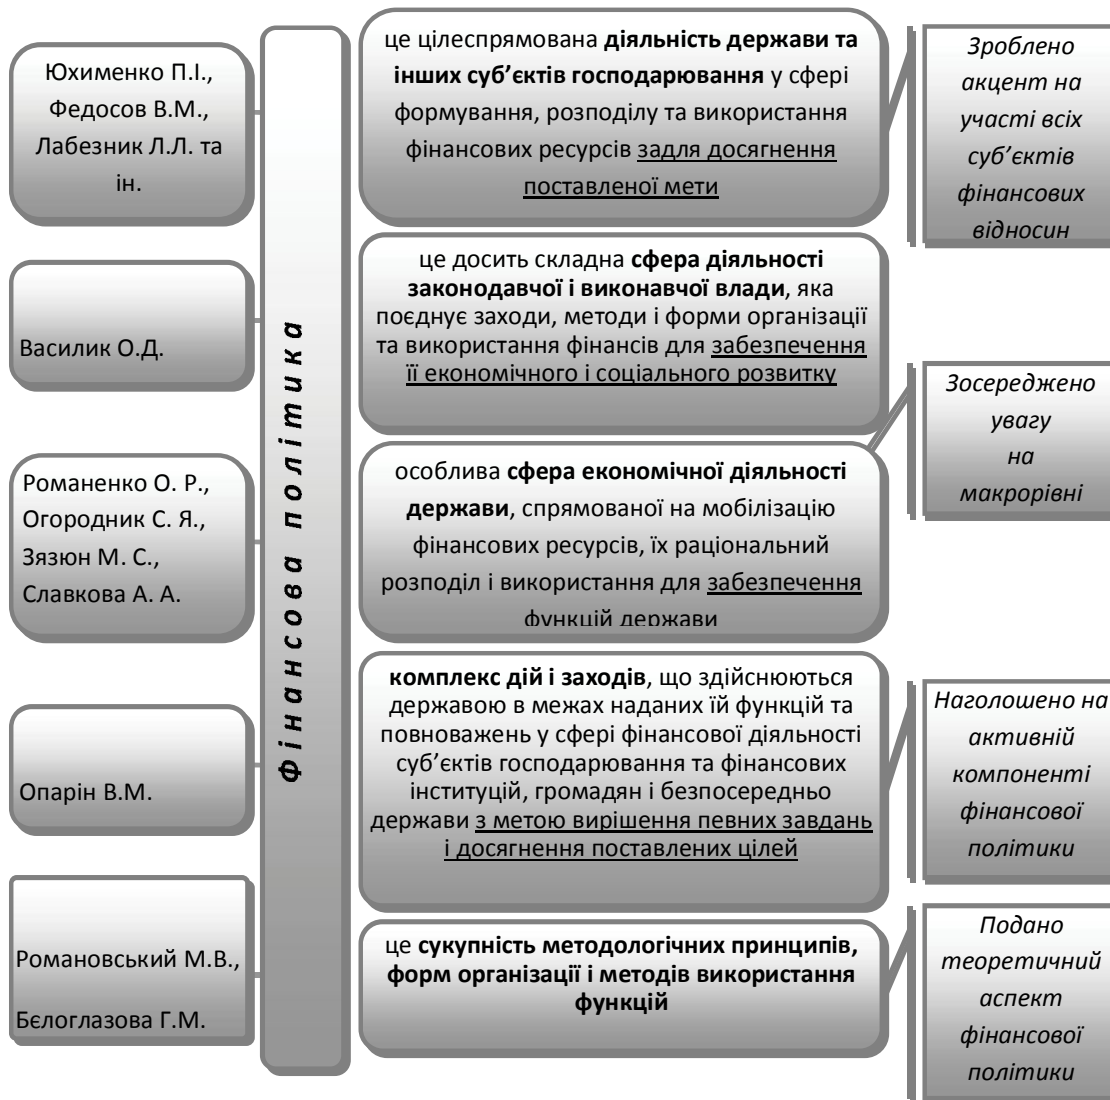 Юхименко П.І.,
Федосов В.М.,
Лабезник Л.Л. та
ін.
Василик О.Д.
Романенко О. Р.,
Огородник С. Я.,
Зязюн М. С.,
Славкова А. А.
Опарін В.М.
Романовський М.В.,
Бєлоглазова Г.М.
Фінансова політика
це цілеспрямована діяльність держави та
інших суб’єктів господарювання у сфері
формування, розподілу та використання
фінансових ресурсів задля досягнення
поставленої мети
це досить складна сфера діяльності
законодавчої і виконавчої влади, яка
поєднує заходи, методи і форми організації
та використання фінансів для забезпечення
її економічного і соціального розвитку
особлива сфера економічної діяльності
держави, спрямованої на мобілізацію
фінансових ресурсів, їх раціональний
розподіл і використання для забезпечення
функцій держави
комплекс дій і заходів, що здійснюються
державою в межах наданих їй функцій та
повноважень у сфері фінансової діяльності
суб’єктів господарювання та фінансових
інституцій, громадян і безпосередньо
держави з метою вирішення певних завдань
і досягнення поставлених цілей
це сукупність методологічних принципів,
форм організації і методів використання
функцій
Зроблено
акцент на
участі всіх
суб’єктів
фінансових
відносин
Зосереджено
увагу
на
макрорівні
Наголошено на
активній
компоненті
фінансової
політики
Подано
теоретичний
аспект
фінансової
політики